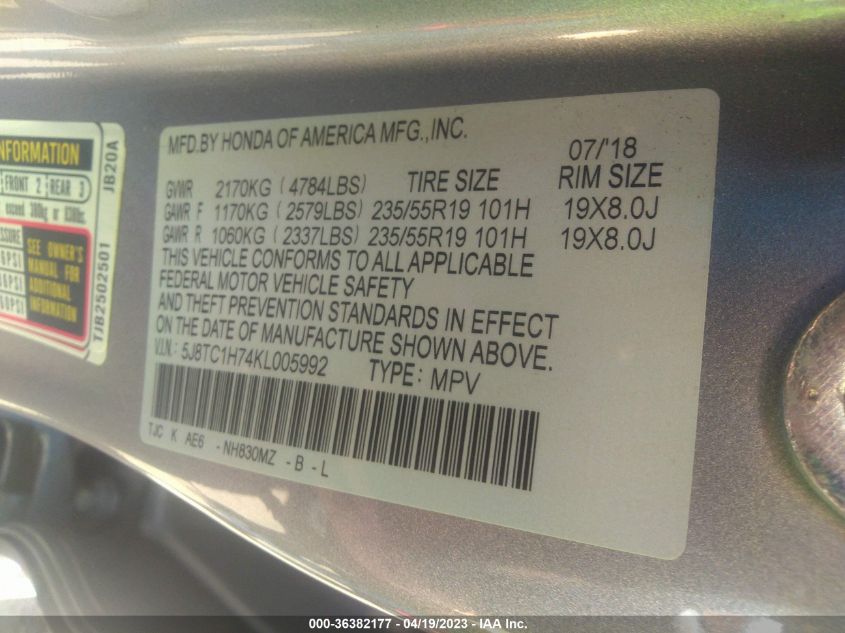 NFORMATION
FRONT 2 REAR 3
SEE OWNER'S
MANUAL FOR
ADDITIONAL
INFORMATION
JB20A
TJB2502501
MFD.BY HONDA OF AMERICA MFG.,INC.
07/'18
GVWR 2170KG ( 4784LBS) TIRE SIZE RIM SIZE
GAWR F 1170KG ( 2579LBS) 235/55R19 101H 19X8.0J
GAWR R 1060KG ( 2337LBS) 235/55R19 101H 19X8.0J
THIS VEHICLE CONFORMS TO ALL APPLICABLE
FEDERAL MOTOR VEHICLE SAFETY
AND THEFT PREVENTION STANDARDS IN EFFECT
ON THE DATE OF MANUFACTURE SHOWN ABOVE.
V.I.N.: 5J8TC1H74KL005992 TYPE: MPV
TJC K AE6 -NH830MZ -B-L
000-36382177 - 04/19/2023 - IAA Inc.